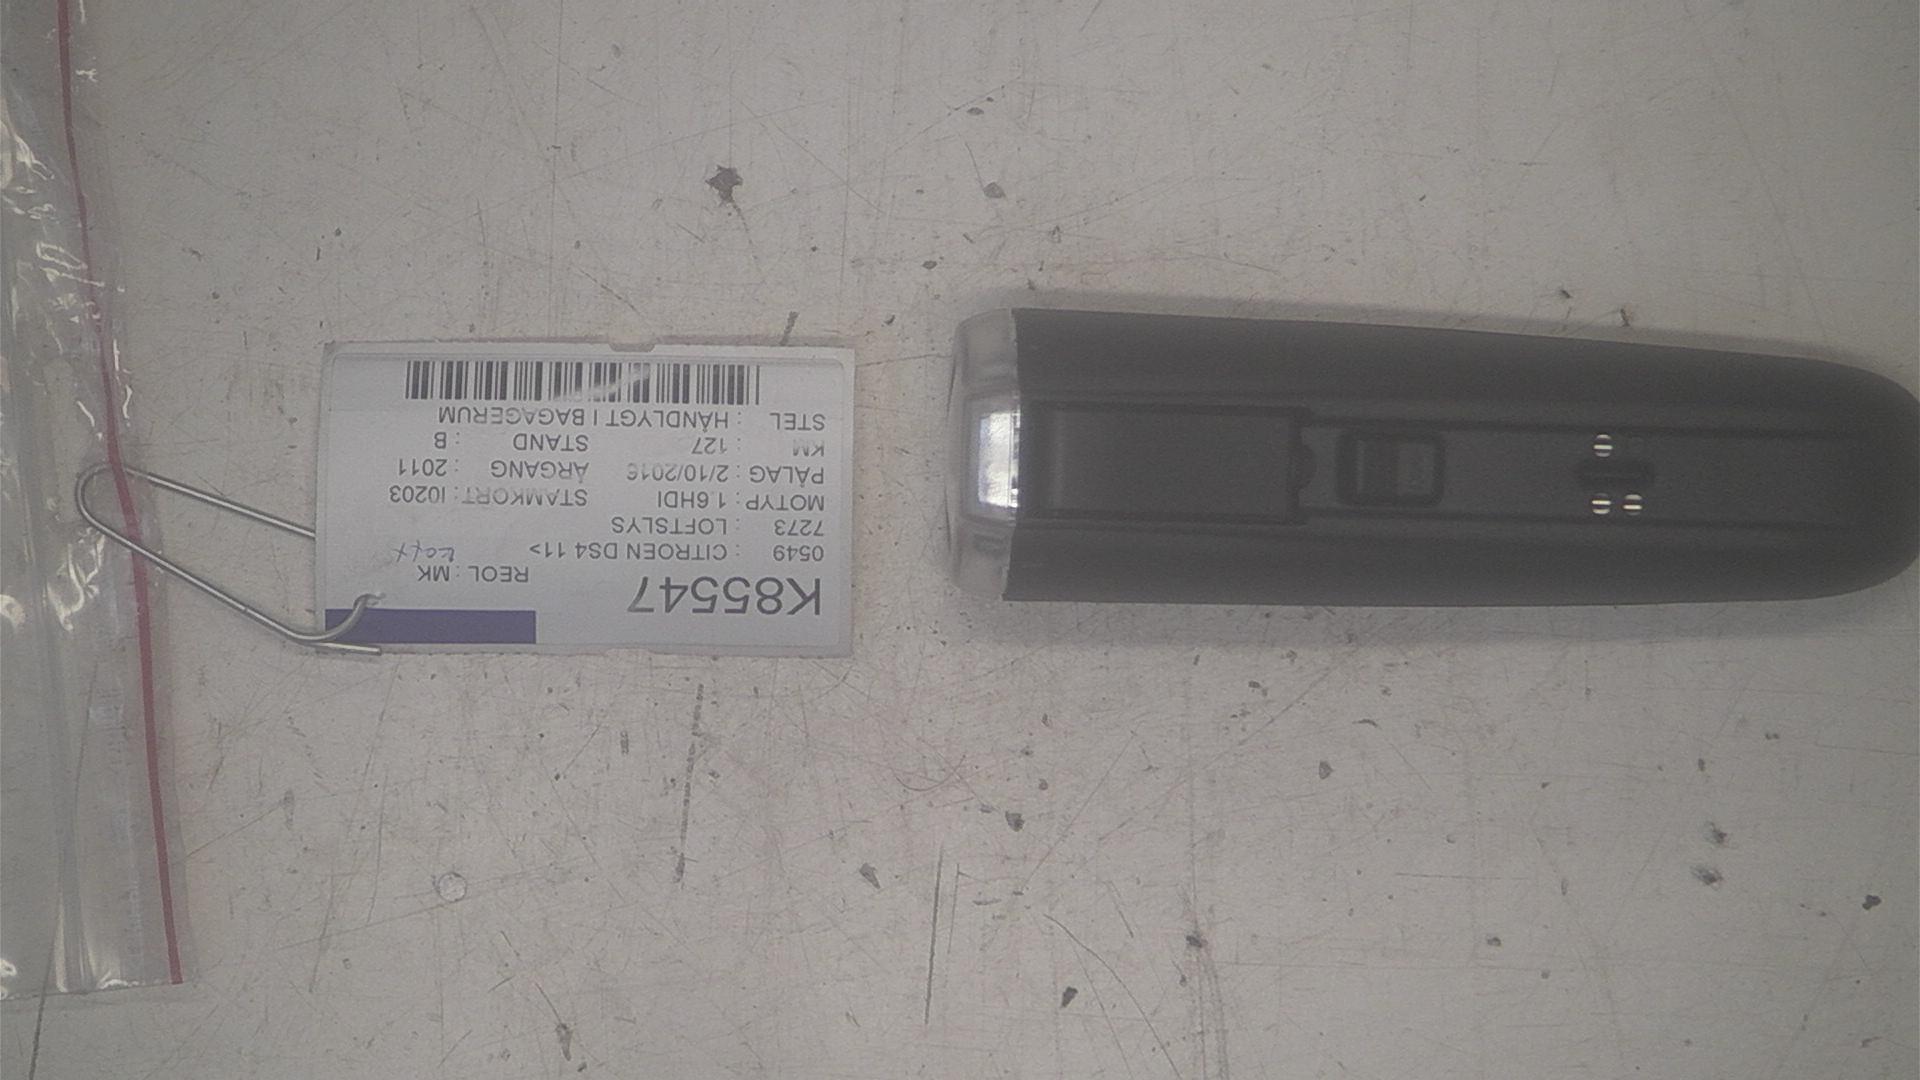 K85547
REOL : MK
0549 : CITROEN DS4 11>
7273 : LOFTSLYS
MOTYP : 1.6HDI STAMKORT : I0203
PÅLAG : 2/10/2016 ÅRGANG : 2011
KM : 127 STAND : B
STEL : HÅNDLYGT I BAGAGERUM